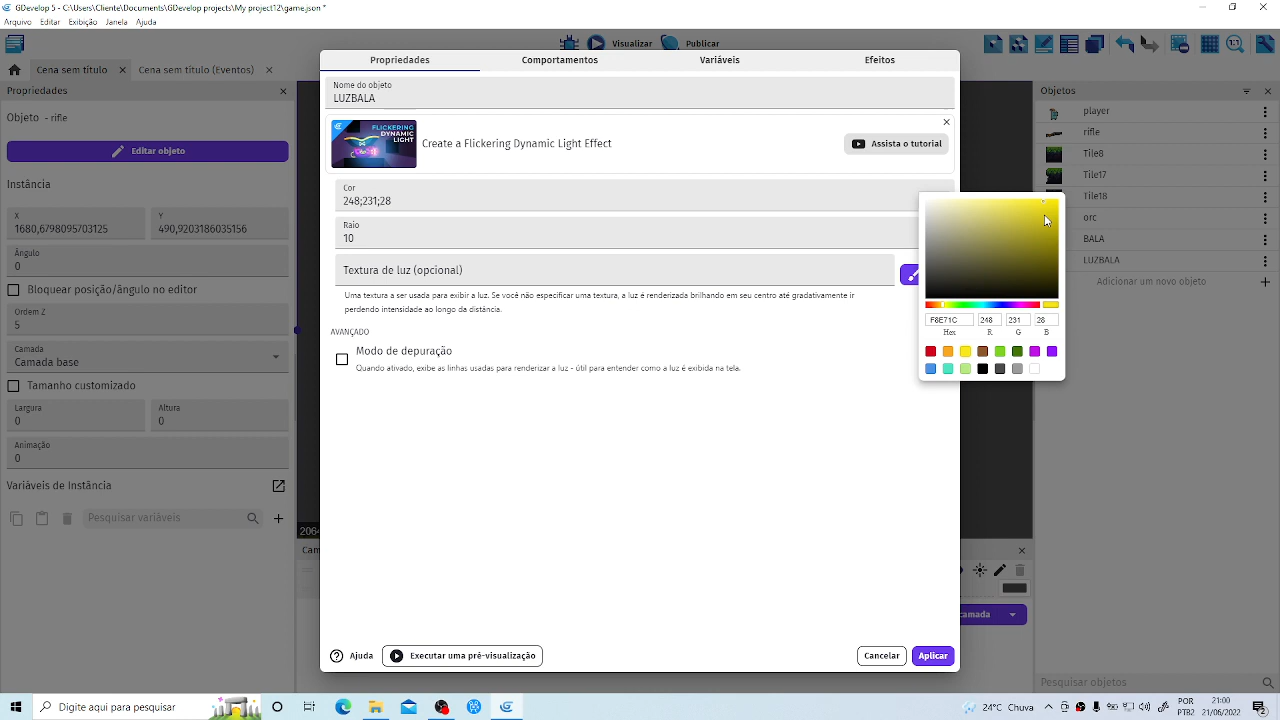 GDevelop 5 - C:\Users\Cliente\Documents\GDevelop projects\My project12\game.json *
Arquivo Editar Exibição Janela Ajuda
Visualizar Publicar
Cena sem título
Cena sem título (Eventos)
Propriedades
Objeto - rifle
Editar objeto
Instância
X
1680,6798095703125
Y
490,9203186035156
Ângulo
0
Bloquear posição/ângulo no editor
Ordem Z
5
Camada
Camada base
Tamanho customizado
Largura
0
Altura
0
Animação
0
Variáveis de Instância
Pesquisar variáveis
Propriedades Comportamentos Variáveis Efeitos
Nome do objeto
LUZBALA
FLICKERING
DYNAMIC
LIGHT
Create a Flickering Dynamic Light Effect
Assista o tutorial
Cor
248;231;28
Raio
10
Textura de luz (opcional)
Uma textura a ser usada para exibir a luz. Se você não especificar uma textura, a luz é renderizada brilhando em seu centro até gradativamente ir
perdendo intensidade ao longo da distância.
AVANÇADO
Modo de depuração
Quando ativado, exibe as linhas usadas para renderizar a luz - útil para entender como a luz é exibida na tela.
Ajuda
Executar uma pré-visualização
Cancelar
Aplicar
F8E71C 248 231 28
Hex R G B
2064
Cam
camada
Objetos
player
rifle
Tile8
Tile17
Tile18
orc
BALA
LUZBALA
Adicionar um novo objeto
Pesquisar objetos
Digite aqui para pesquisar
24°C Chuva
POR
PTB2
21:00
21/06/2022
2